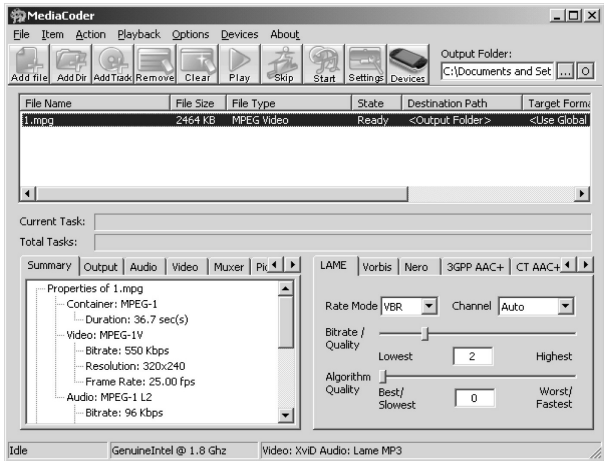 MediaCoder
File Item Action Playback Options Devices About
Add file Add Dir Add Track Remove Clear Play Skip Start Settings Devices
Output Folder:
C:\Documents and Set ... O
File Name File Size File Type State Destination Path Target Forma
1.mpg 2464 KB MPEG Video Ready <Output Folder> <Use Global
Current Task:
Total Tasks:
Summary Output Audio Video Muxer Pic
Properties of 1.mpg
Container: MPEG-1
Duration: 36.7 sec(s)
Video: MPEG-1V
Bitrate: 550 Kbps
Resolution: 320x240
Frame Rate: 25.00 fps
Audio: MPEG-1 L2
Bitrate: 96 Kbps
LAME Vorbis Nero 3GPP AAC+ CT AAC+
Rate Mode VBR Channel Auto
Bitrate /
Quality
Lowest 2 Highest
Algorithm
Quality
Best/
Slowest
0
Worst/
Fastest
Idle GenuineIntel @ 1.8 Ghz Video: XviD Audio: Lame MP3